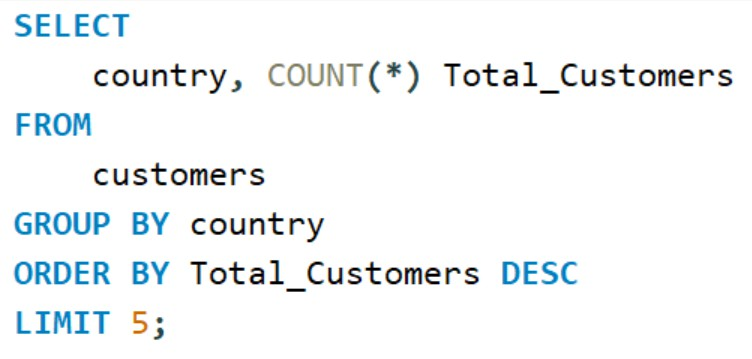 SELECT
    country, COUNT(*) Total_Customers
FROM
    customers
GROUP BY country
ORDER BY Total_Customers DESC
LIMIT 5;